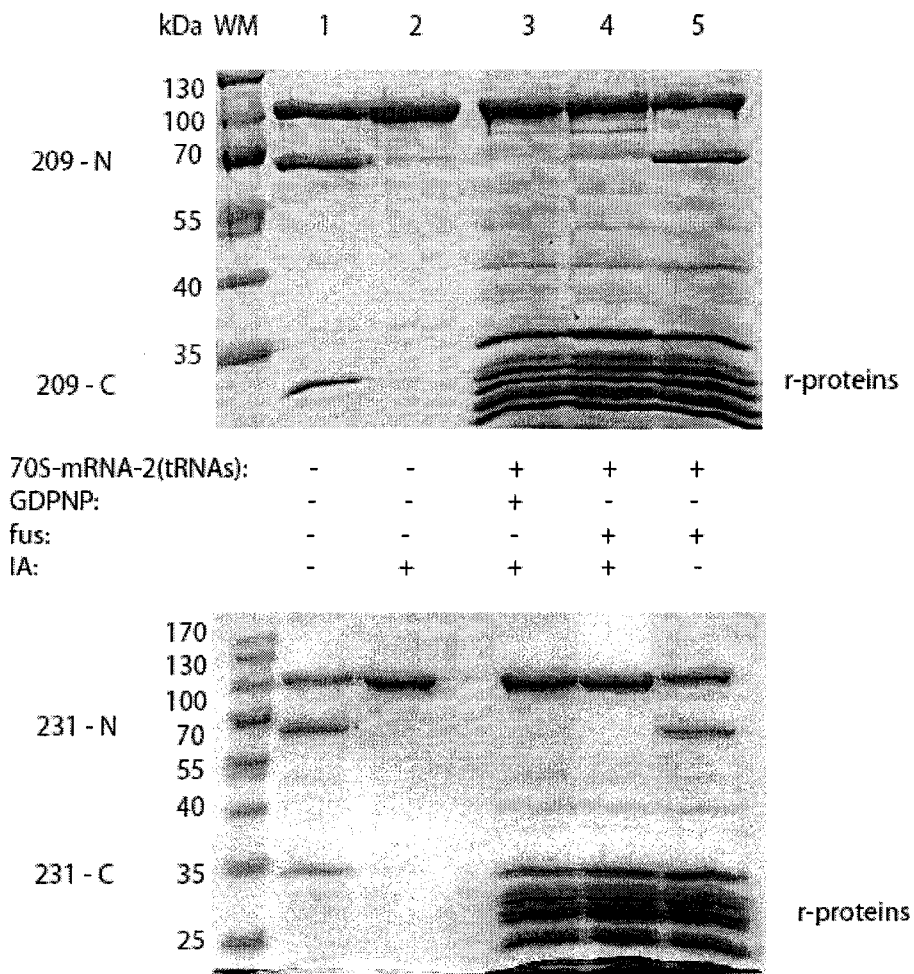 kDa WM 1 2 3 4 5
130
100
209 - N 70
55
40
35
209 - C r-proteins
70S-mRNA-2(tRNAs): - - + + +
GDPNP: - - + - -
fus: - - - + +
IA: - + + + -
170
130
100
231 - N 70
55
40
231 - C 35
r-proteins
25